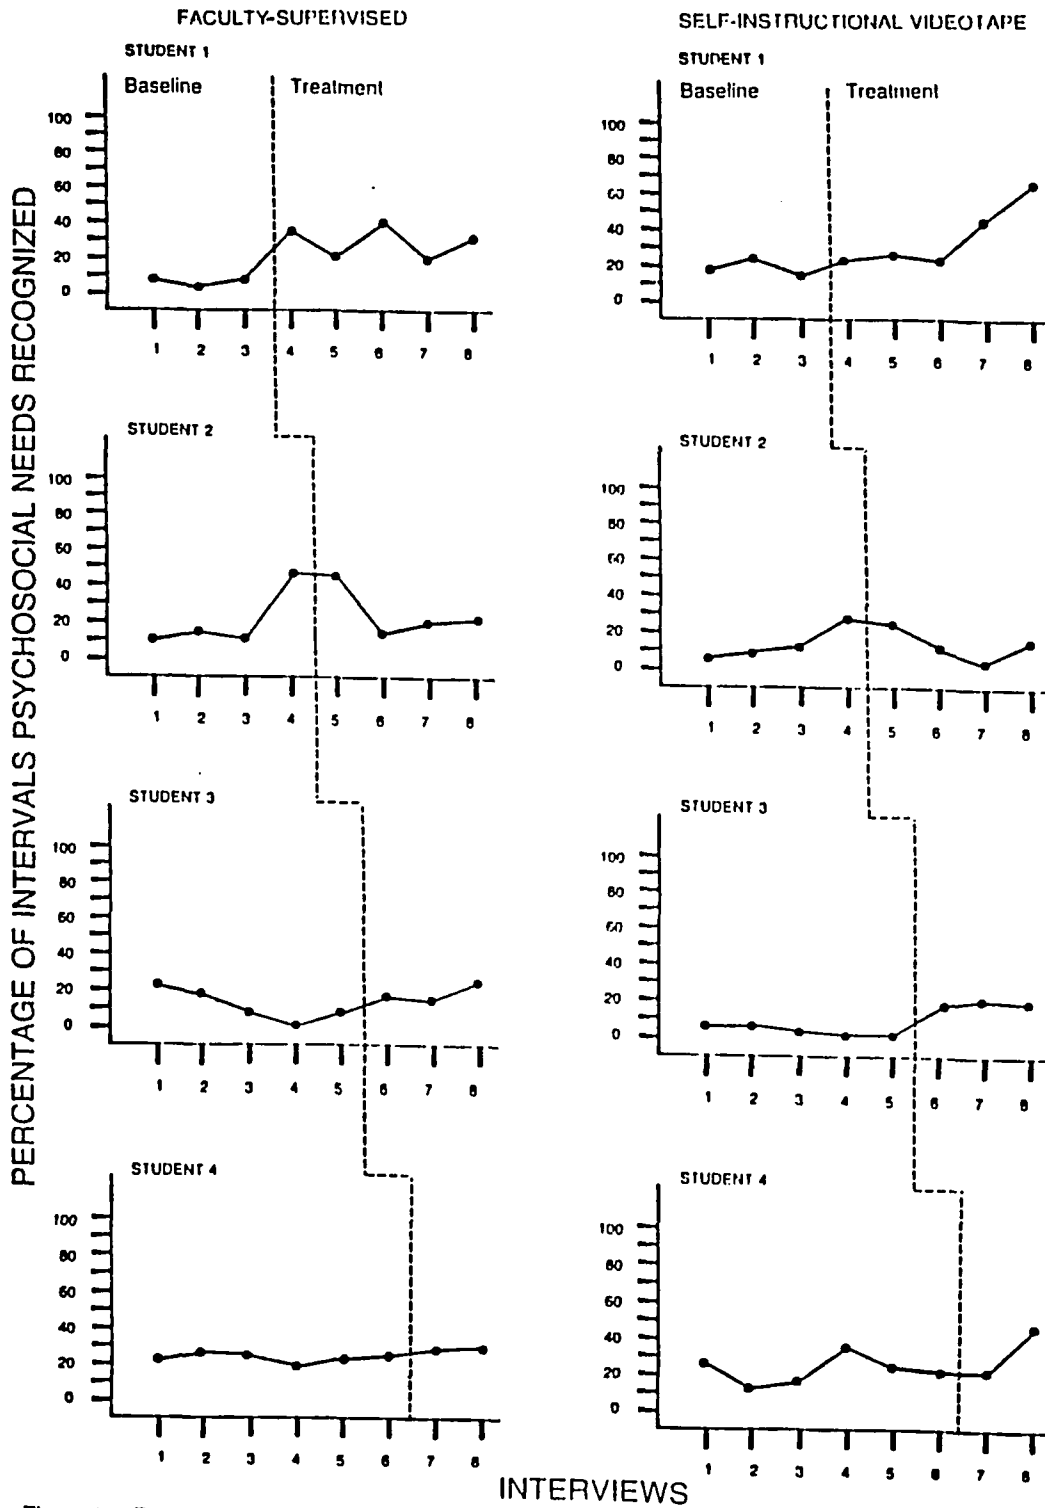 FACULTY-SUPERVISED
SELF-INSTRUCTIONAL VIDEOTAPE
PERCENTAGE OF INTERVALS PSYCHOSOCIAL NEEDS RECOGNIZED
STUDENT 1
Baseline
Treatment
100
80
60
40
20
0
1 2 3 4 5 6 7 8
STUDENT 1
Baseline
Treatment
100
80
60
40
20
0
1 2 3 4 5 6 7 8
STUDENT 2
100
80
60
40
20
0
1 2 3 4 5 6 7 8
STUDENT 2
100
80
60
40
20
0
1 2 3 4 5 6 7 8
STUDENT 3
100
80
60
40
20
0
1 2 3 4 5 6 7 8
STUDENT 3
100
80
60
40
20
0
1 2 3 4 5 6 7 8
STUDENT 4
100
80
60
40
20
0
1 2 3 4 5 6 7 8
STUDENT 4
100
80
60
40
20
0
1 2 3 4 5 6 7 8
INTERVIEWS